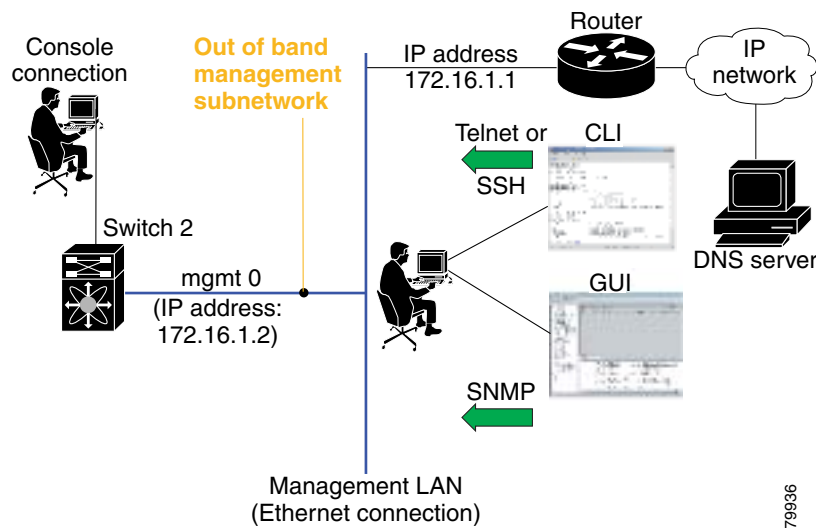 Console
connection
Out of band
management
subnetwork
Router
IP address
172.16.1.1
IP
network
Telnet or
CLI
SSH
Switch 2
DNS server
mgmt 0
(IP address:
172.16.1.2)
GUI
SNMP
Management LAN
(Ethernet connection)
79936